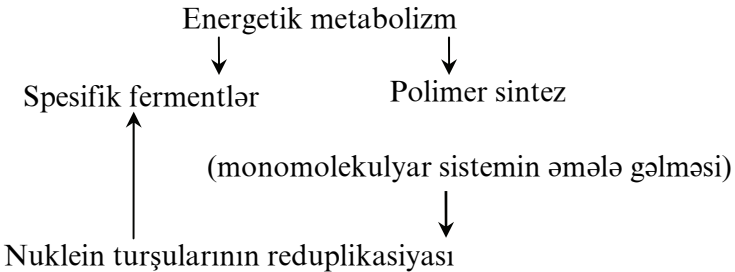 Energetik metabolizm
Spesifik fermentlər
Polimer sintez
(monomolekulyar sistemin əmələ gəlməsi)
Nuklein turşularının reduplikasiyası